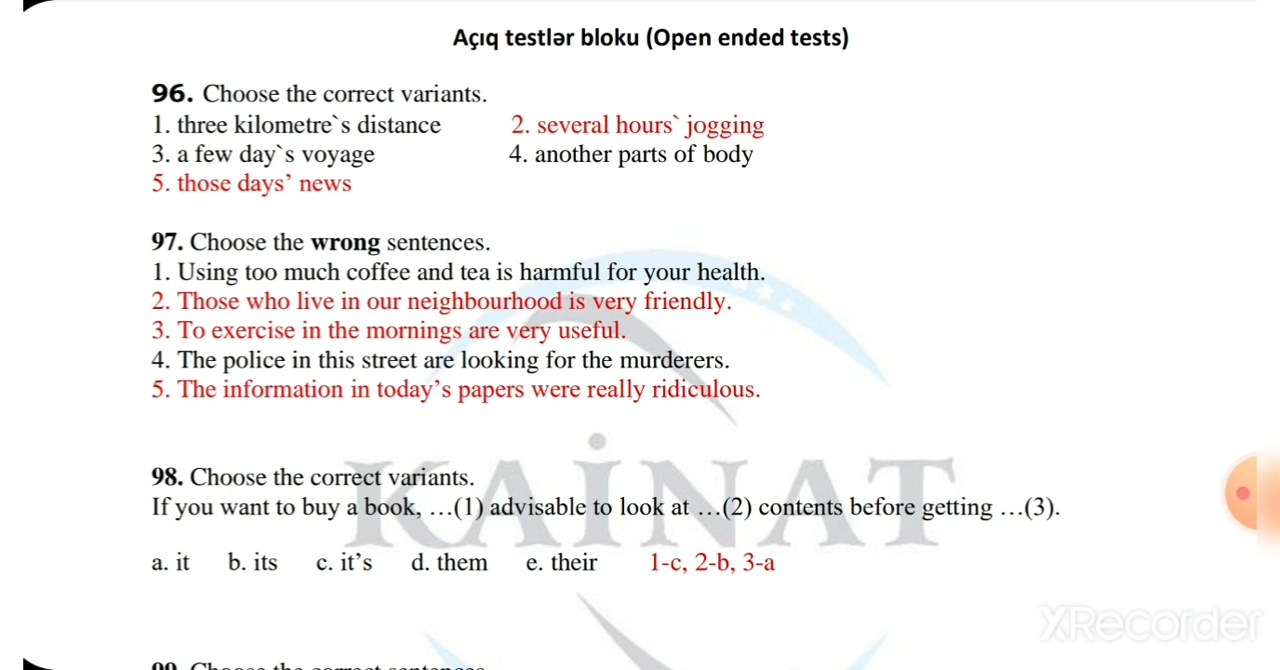 Açıq testlər bloku (Open ended tests)
96. Choose the correct variants.
1. three kilometre`s distance 2. several hours` jogging
3. a few day`s voyage 4. another parts of body
5. those days’ news
97. Choose the wrong sentences.
1. Using too much coffee and tea is harmful for your health.
2. Those who live in our neighbourhood is very friendly.
3. To exercise in the mornings are very useful.
4. The police in this street are looking for the murderers.
5. The information in today’s papers were really ridiculous.
98. Choose the correct variants.
If you want to buy a book, …(1) advisable to look at …(2) contents before getting …(3).
a. it b. its c. it’s d. them e. their 1-c, 2-b, 3-a
KAİNAT
XRecorder
99. Choose the correct sentences.